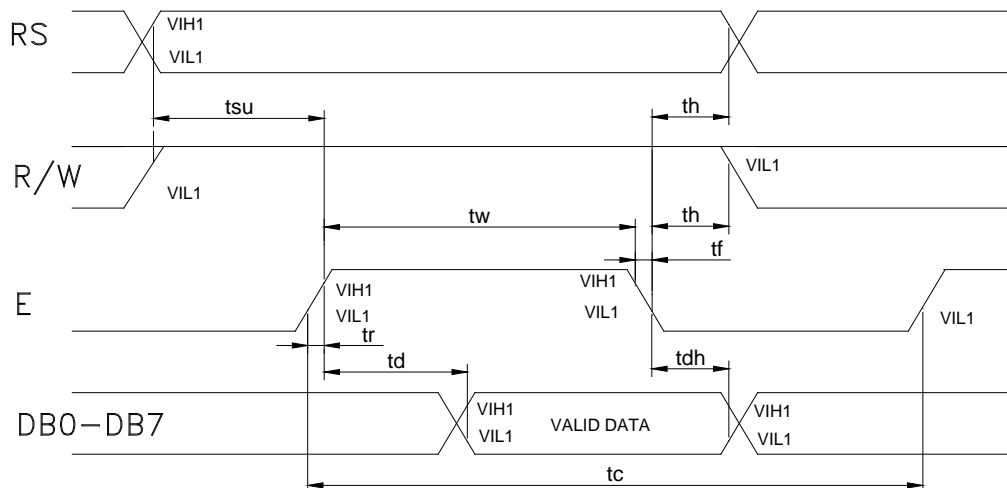 RS
VIH1
VIL1
tsu
th
R/W
VIL1
VIL1
tw
th
tf
E
VIH1
VIL1
VIH1
VIL1
VIL1
tr
td
tdh
DB0-DB7
VIH1
VIL1
VALID DATA
VIH1
VIL1
tc